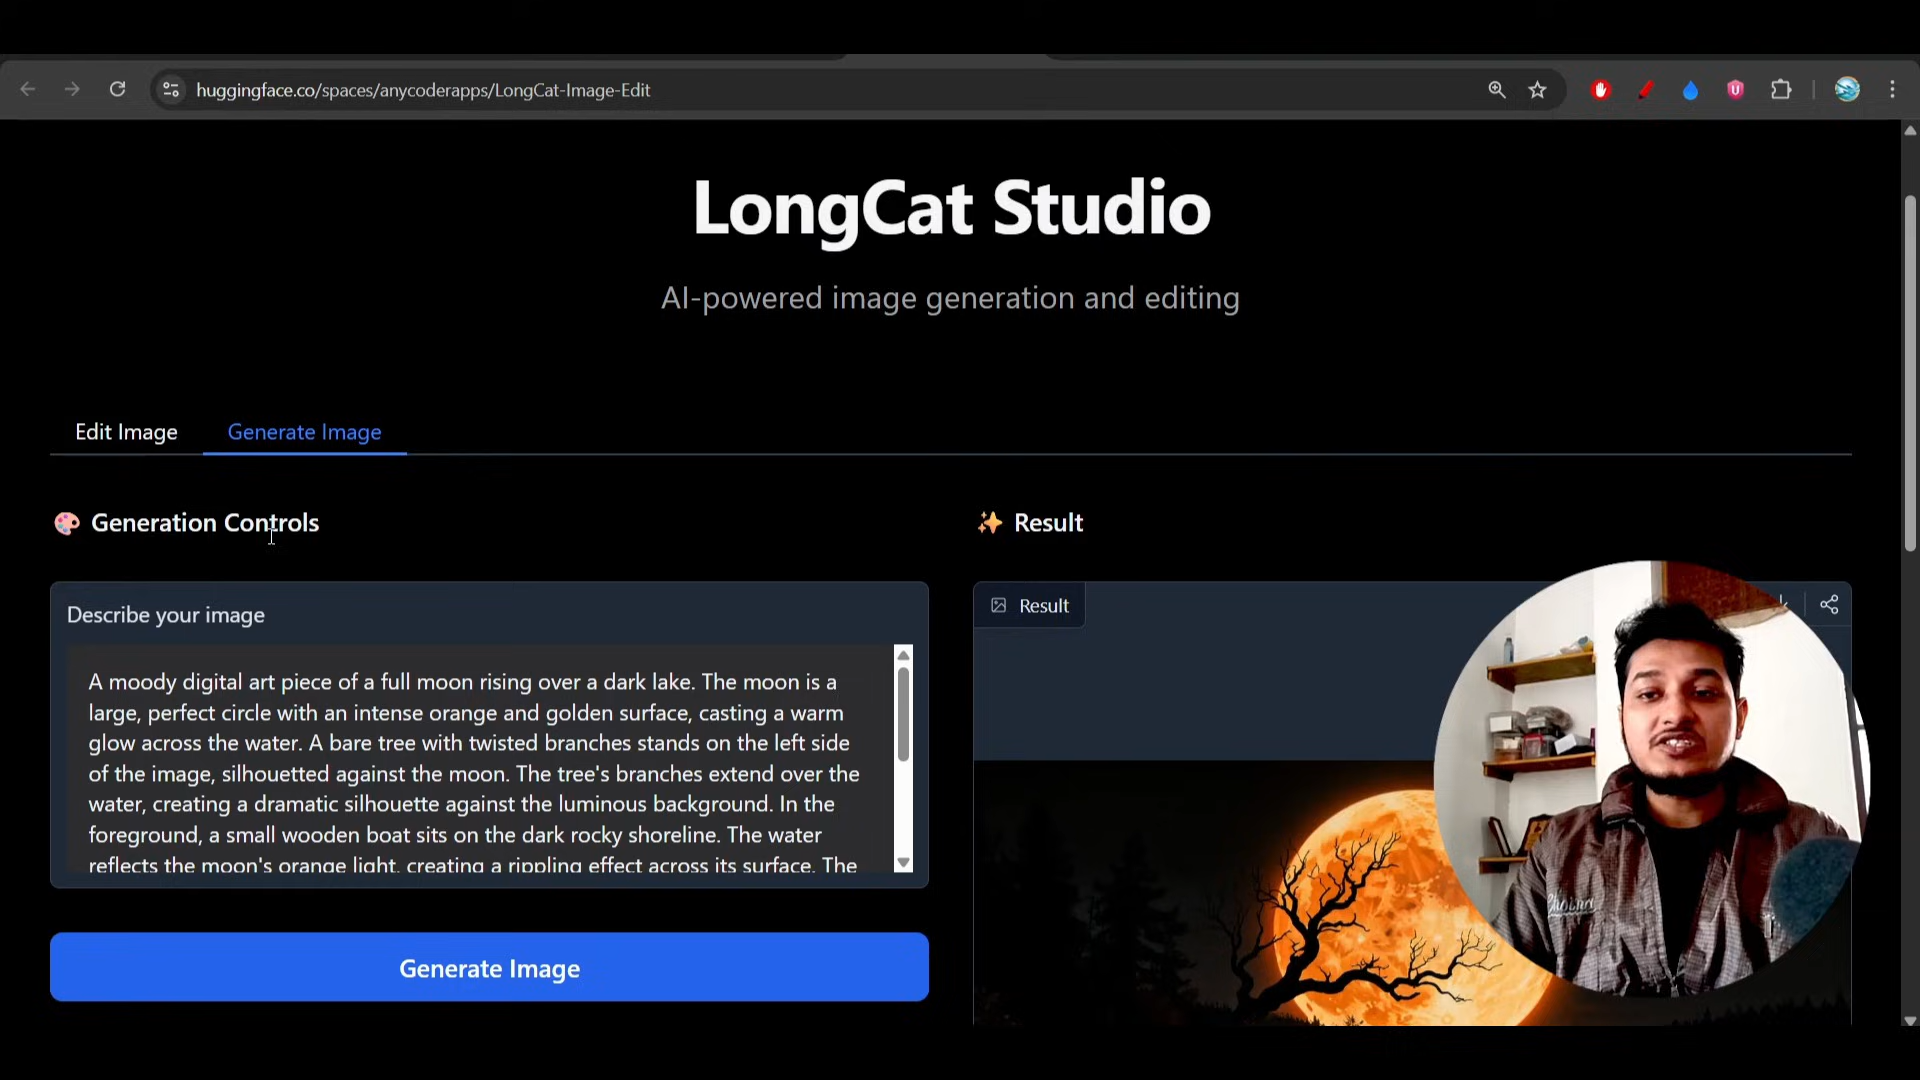 huggingface.co/spaces/anycoderapps/LongCat-Image-Edit
LongCat Studio
AI-powered image generation and editing
Edit Image
Generate Image
🎨 Generation Controls
Describe your image
A moody digital art piece of a full moon rising over a dark lake. The moon is a
large, perfect circle with an intense orange and golden surface, casting a warm
glow across the water. A bare tree with twisted branches stands on the left side
of the image, silhouetted against the moon. The tree's branches extend over the
water, creating a dramatic silhouette against the luminous background. In the
foreground, a small wooden boat sits on the dark rocky shoreline. The water
reflects the moon's orange light, creating a rippling effect across its surface. The
Generate Image
✨ Result
Result